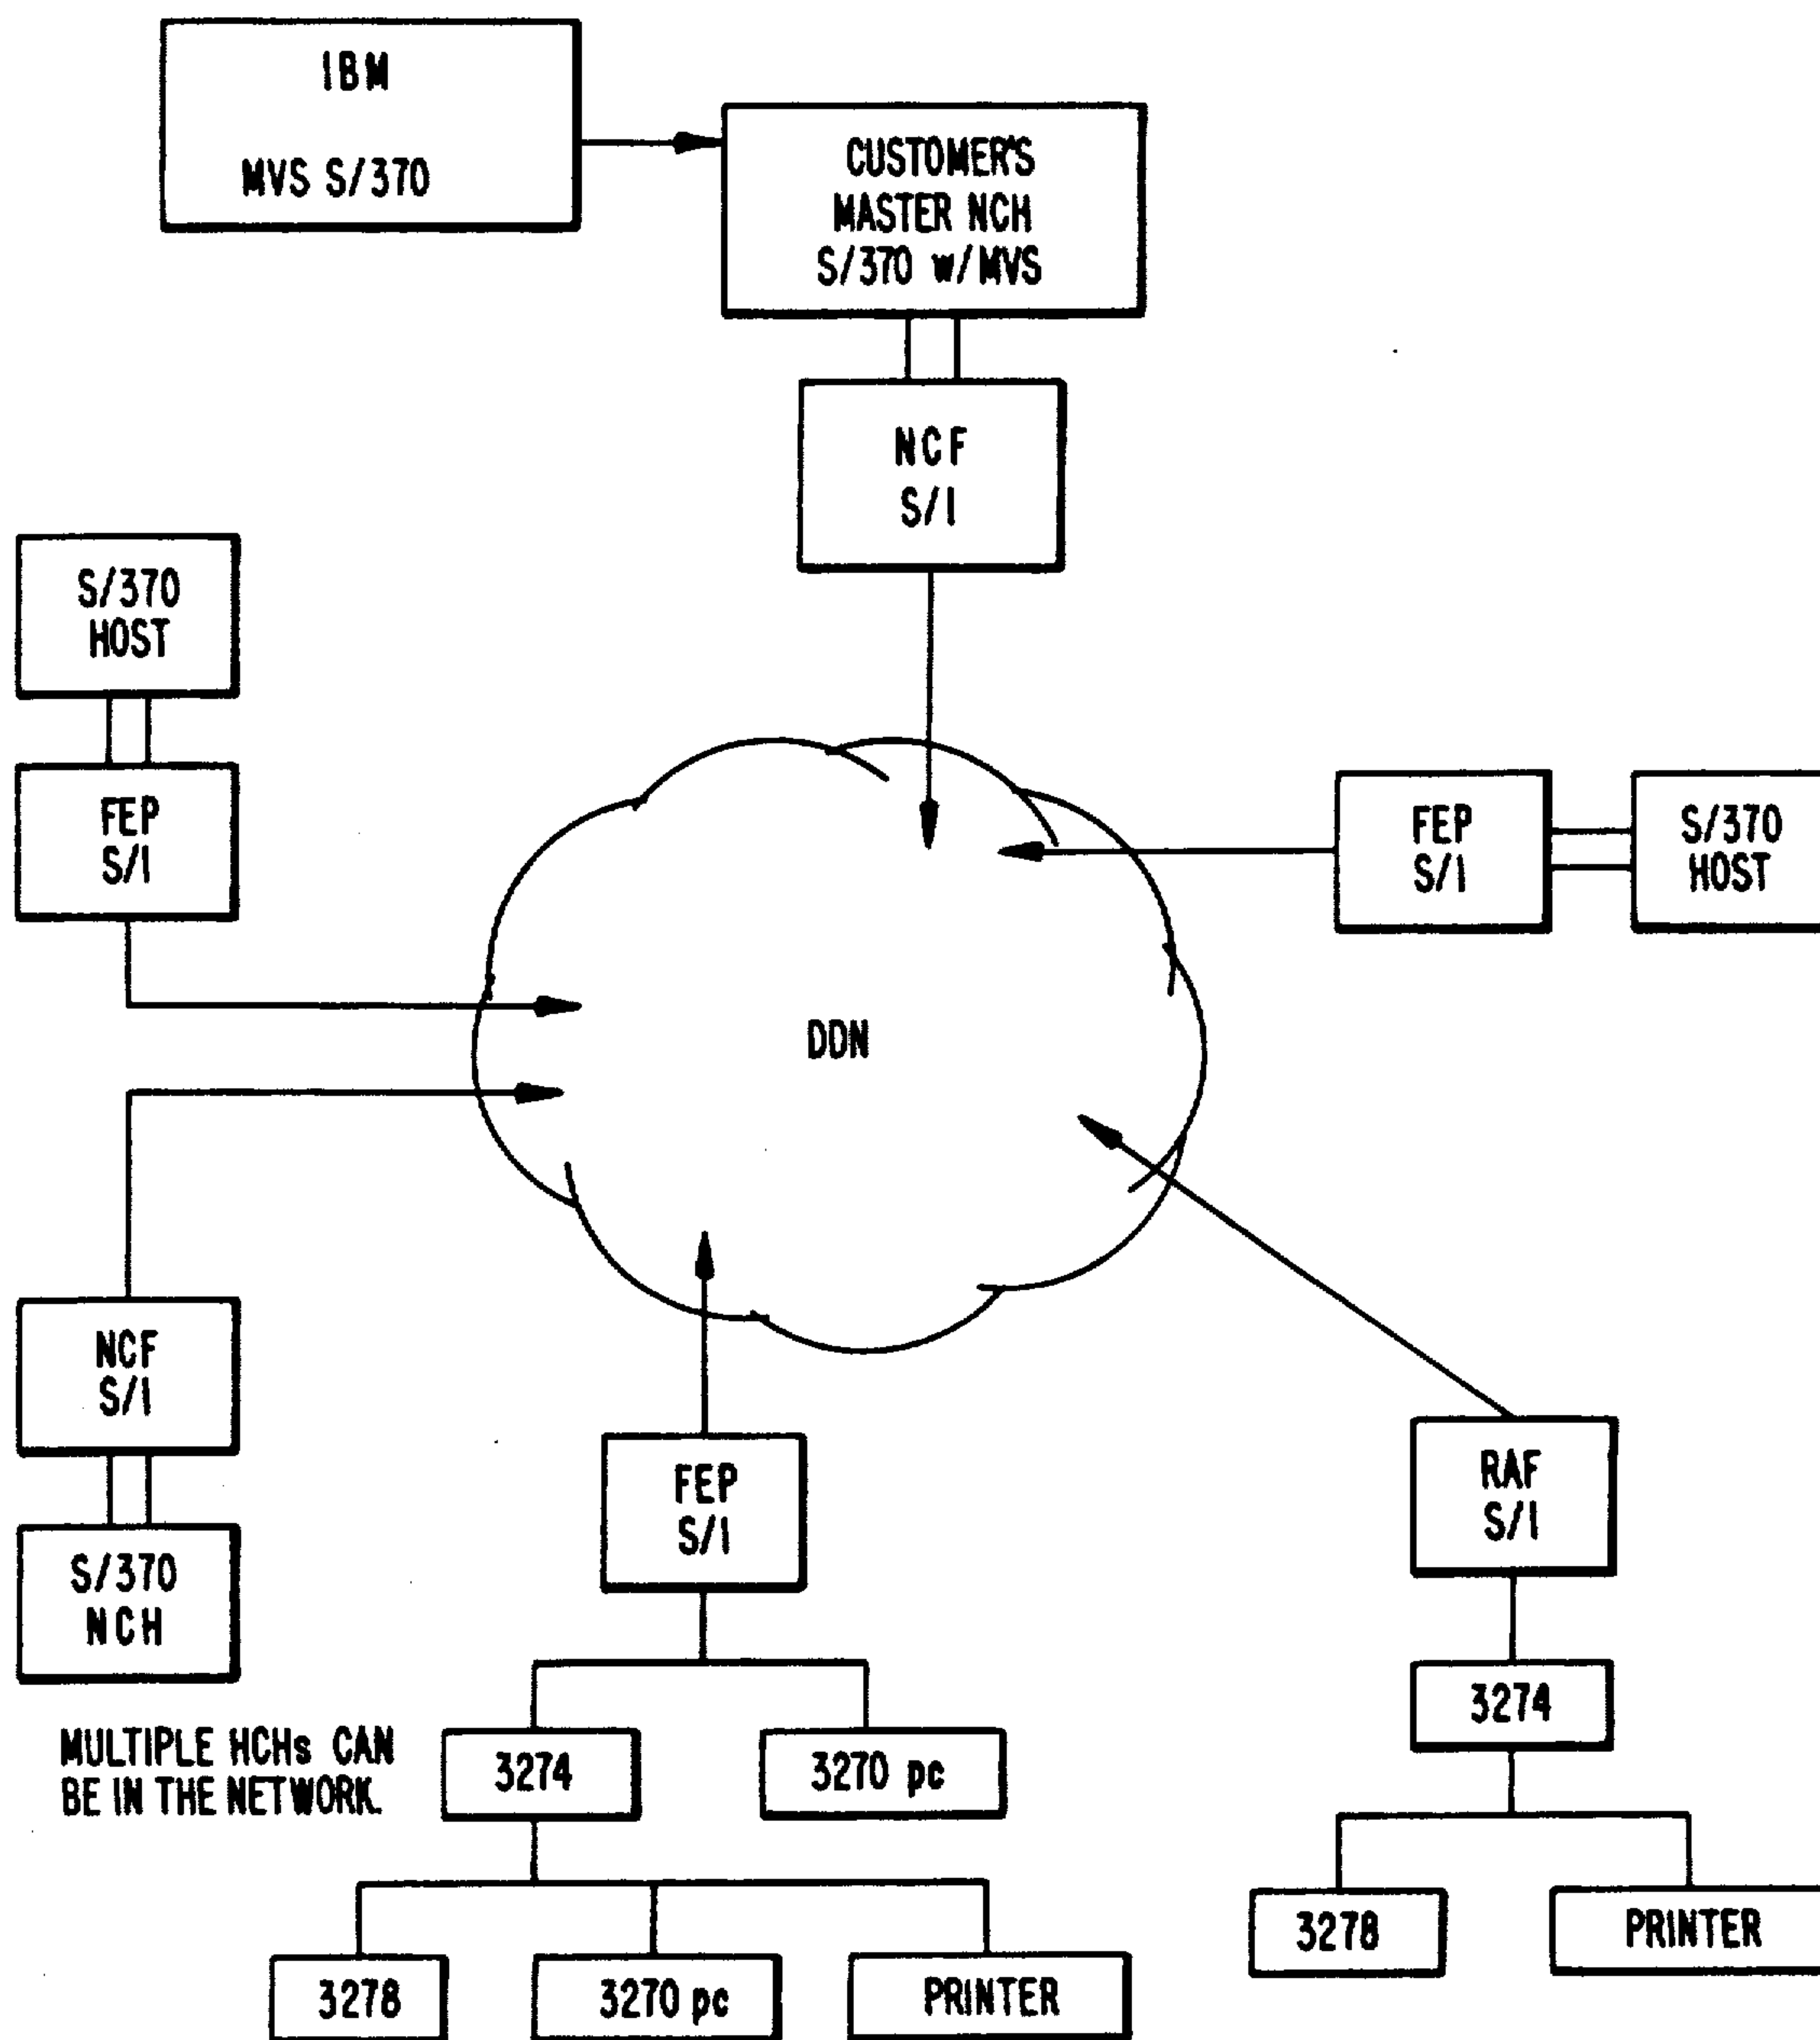 IBM
MVS S/370
CUSTOMER'S
MASTER NCH
S/370 w/MVS
NCF
S/1
S/370
HOST
FEP
S/1
FEP
S/1
S/370
HOST
DDN
NCF
S/1
S/370
NCH
FEP
S/1
RAF
S/1
MULTIPLE HCHs CAN
BE IN THE NETWORK.
3274
3270 pc
3274
3278
3270 pc
PRINTER
3278
PRINTER